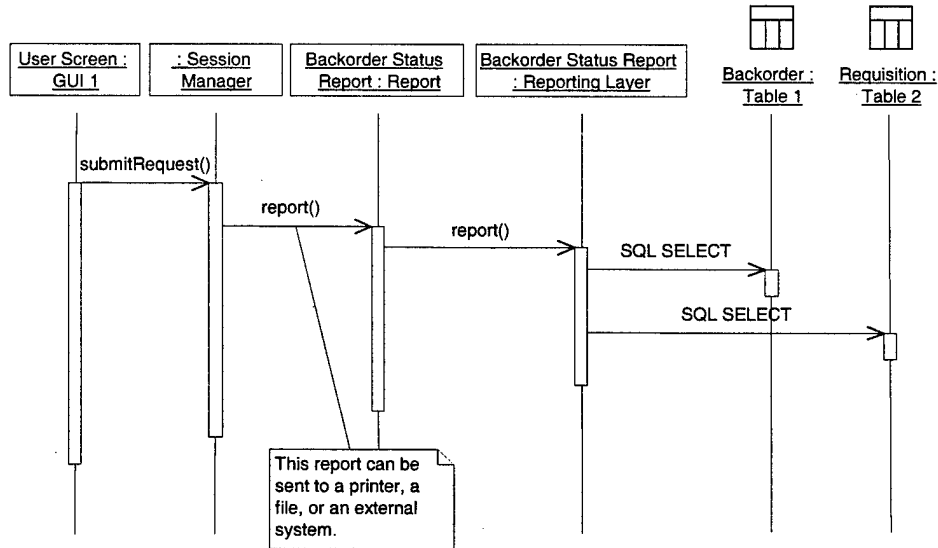 User Screen :
GUI 1
: Session
Manager
Backorder Status
Report : Report
Backorder Status Report
: Reporting Layer
Backorder :
Table 1
Requisition :
Table 2
submitRequest()
report()
report()
SQL SELECT
SQL SELECT
This report can be
sent to a printer, a
file, or an external
system.